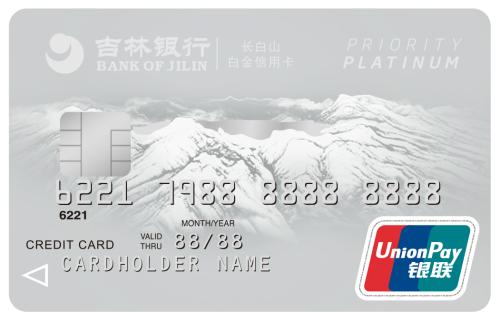 吉林银行
BANK OF JILIN
长白山
白金信用卡
PRIORITY
PLATINUM
6221 7988 8888 8888
6221
MONTH/YEAR
CREDIT CARD
VALID THRU
88/88
CARDHOLDER NAME
UnionPay
银联